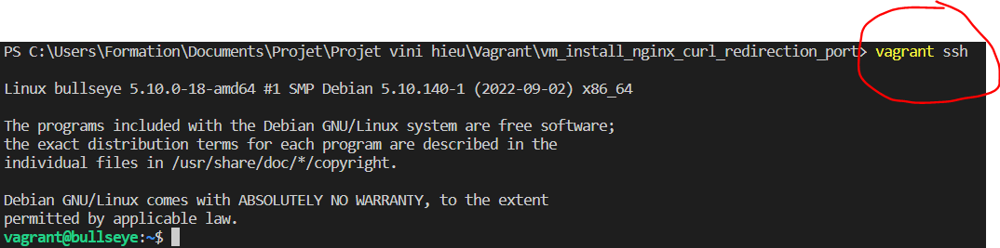 PS C:\Users\Formation\Documents\Projet\Projet vini hieu\Vagrant\vm_install_nginx_curl_redirection_port> vagrant ssh
Linux bullseye 5.10.0-18-amd64 #1 SMP Debian 5.10.140-1 (2022-09-02) x86_64
The programs included with the Debian GNU/Linux system are free software;
the exact distribution terms for each program are described in the
individual files in /usr/share/doc/*/copyright.
Debian GNU/Linux comes with ABSOLUTELY NO WARRANTY, to the extent
permitted by applicable law.
vagrant@bullseye:~$